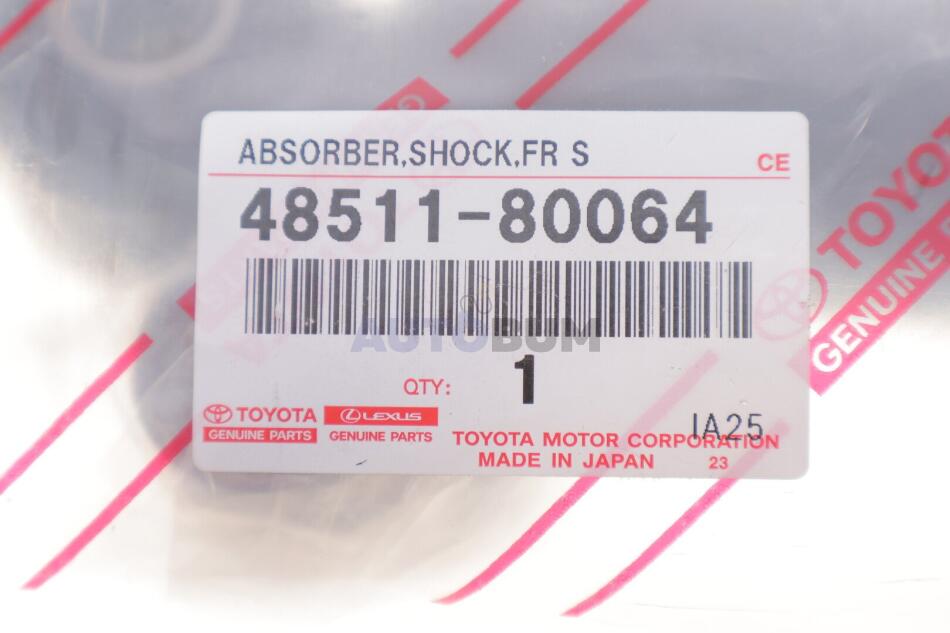 ABSORBER,SHOCK,FR S
CE
48511-80064
AUTOBUM
QTY:
1
TOYOTA
GENUINE PARTS
LEXUS
GENUINE PARTS
TOYOTA MOTOR CORPORATION
IA25
MADE IN JAPAN
23
TOYOTA
GENUINE